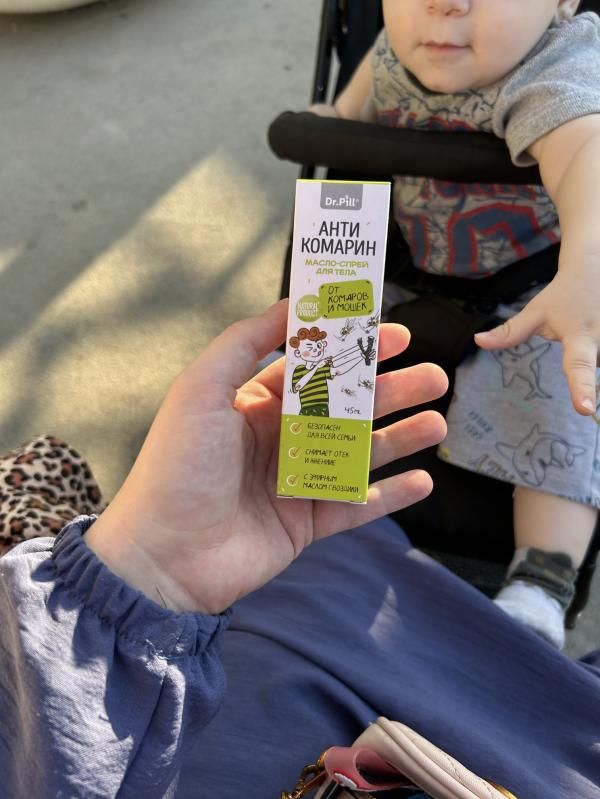 Dr.Pill®
АНТИ
КОМАРИН
МАСЛО-СПРЕЙ
ДЛЯ ТЕЛА
ОТ
КОМАРОВ
И МОШЕК
NATURAL
PRODUCT
45мл
БЕЗОПАСЕН
ДЛЯ ВСЕЙ СЕМЬИ
СНИМАЕТ ОТЕК
И ЖЖЕНИЕ
С ЭФИРНЫМ
МАСЛОМ ГВОЗДИКИ